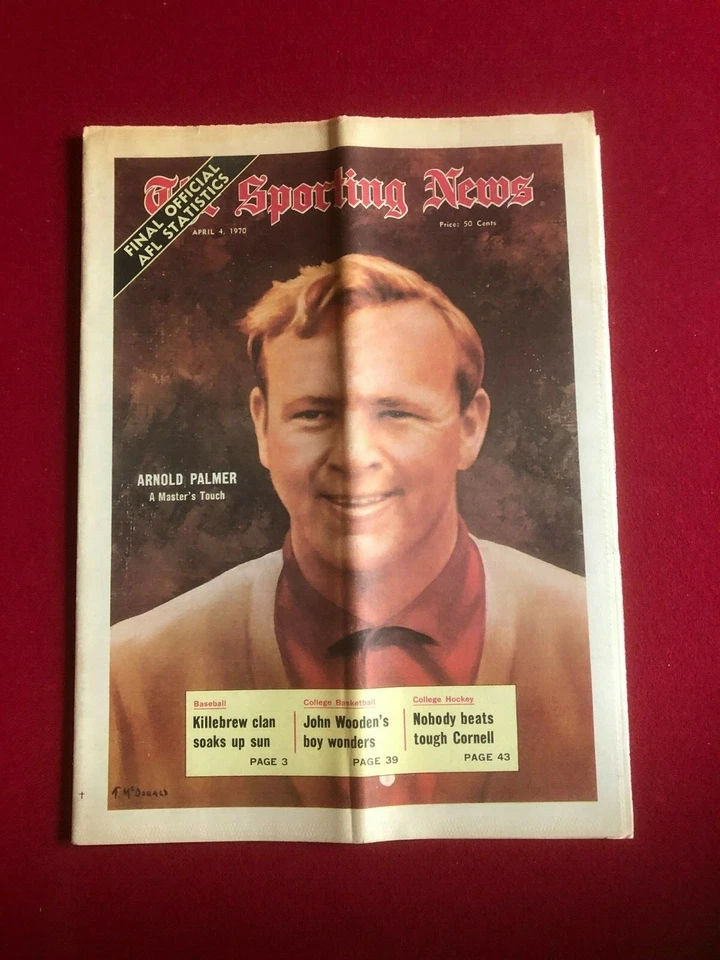 The Sporting News
FINAL OFFICIAL
AFL STATISTICS
APRIL 4, 1970
Price: 50 Cents
ARNOLD PALMER
A Master's Touch
Baseball
Killebrew clan
soaks up sun
PAGE 3
College Basketball
John Wooden's
boy wonders
PAGE 39
College Hockey
Nobody beats
tough Cornell
PAGE 43
F. McDonald